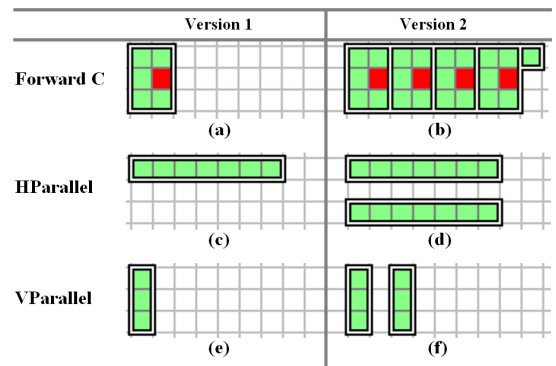 Version 1 Version 2
Forward C
(a) (b)
HParallel
(c) (d)
VParallel
(e) (f)